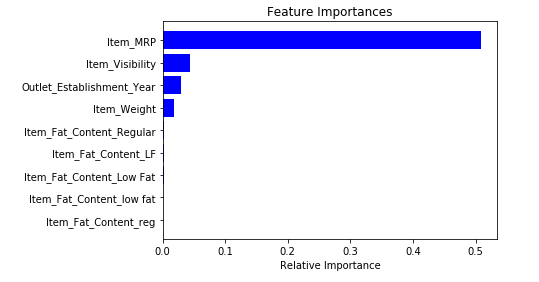 Feature Importances
Item_MRP
Item_Visibility
Outlet_Establishment_Year
Item_Weight
Item_Fat_Content_Regular
Item_Fat_Content_LF
Item_Fat_Content_Low Fat
Item_Fat_Content_low fat
Item_Fat_Content_reg
0.0 0.1 0.2 0.3 0.4 0.5
Relative Importance